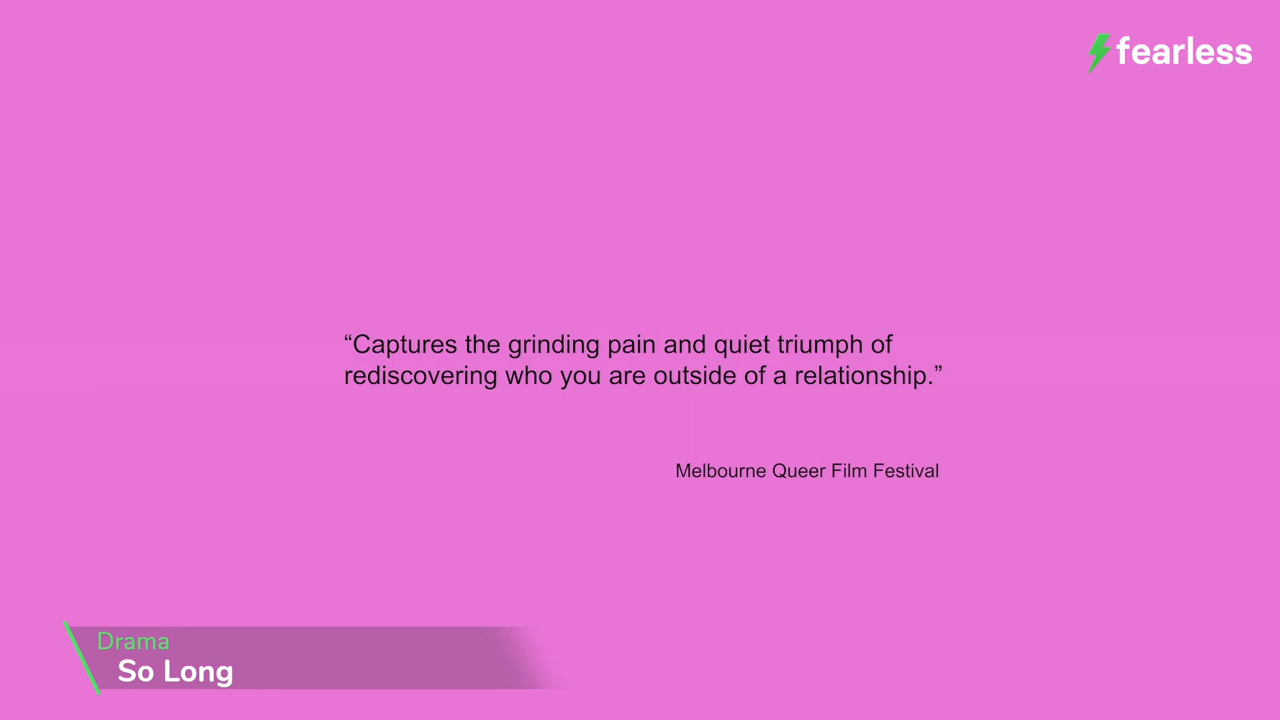 fearless
“Captures the grinding pain and quiet triumph of
rediscovering who you are outside of a relationship.”
Melbourne Queer Film Festival
Drama
So Long